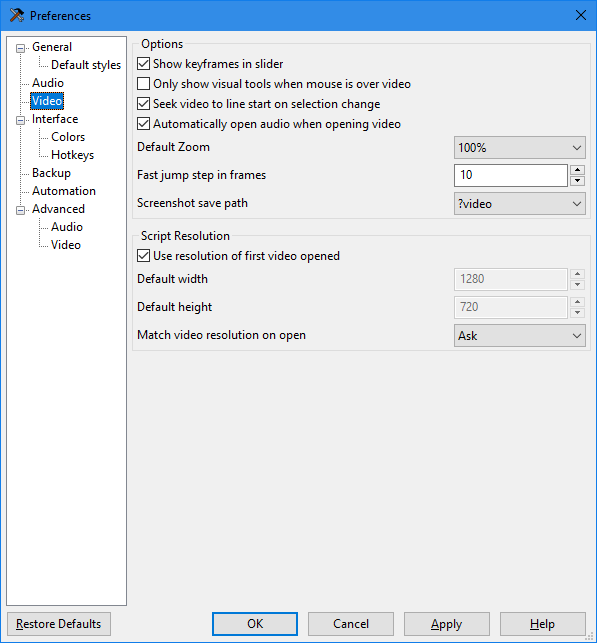 Preferences
General
Default styles
Audio
Video
Interface
Colors
Hotkeys
Backup
Automation
Advanced
Audio
Video
Options
Show keyframes in slider
Only show visual tools when mouse is over video
Seek video to line start on selection change
Automatically open audio when opening video
Default Zoom 100%
Fast jump step in frames 10
Screenshot save path ?video
Script Resolution
Use resolution of first video opened
Default width 1280
Default height 720
Match video resolution on open Ask
Restore Defaults OK Cancel Apply Help